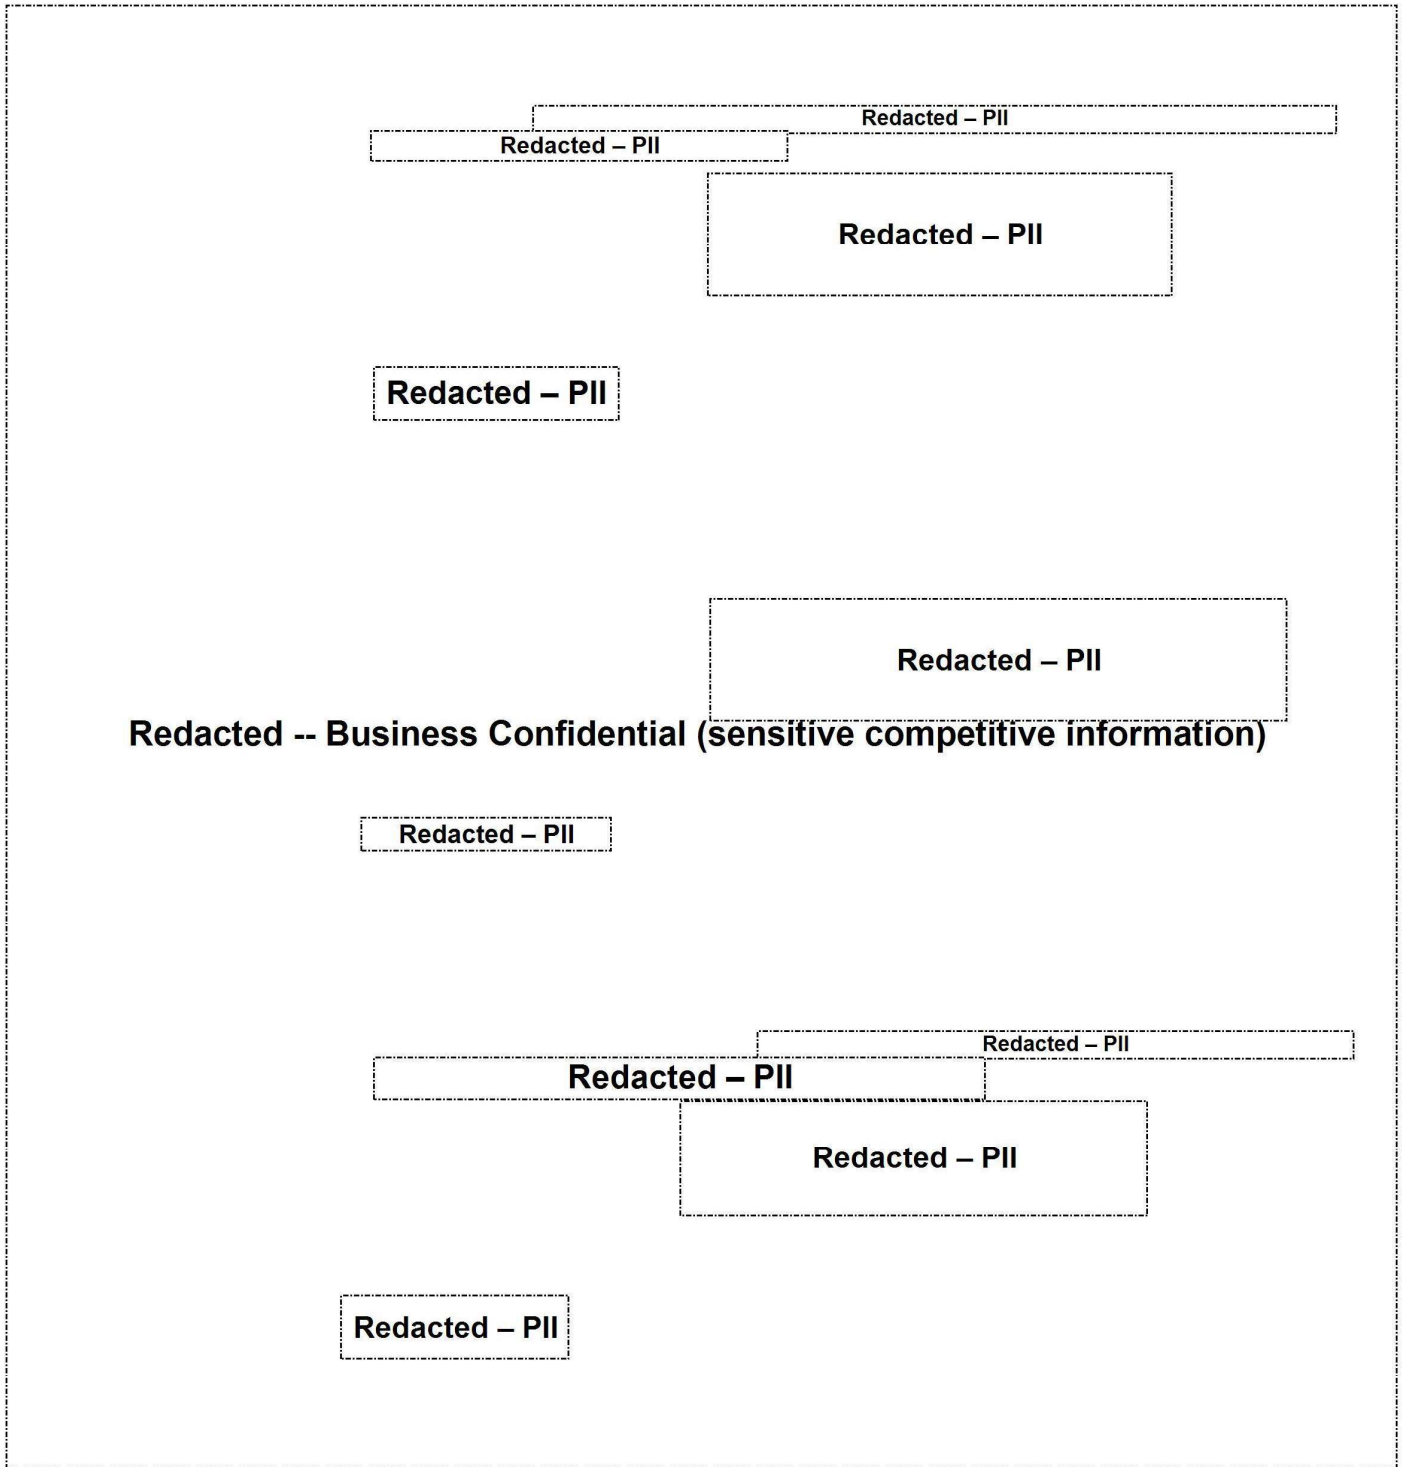 Redacted – PII
Redacted – PII
Redacted – PII
Redacted – PII
Redacted – PII
Redacted -- Business Confidential (sensitive competitive information)
Redacted – PII
Redacted – PII
Redacted – PII
Redacted – PII
Redacted – PII